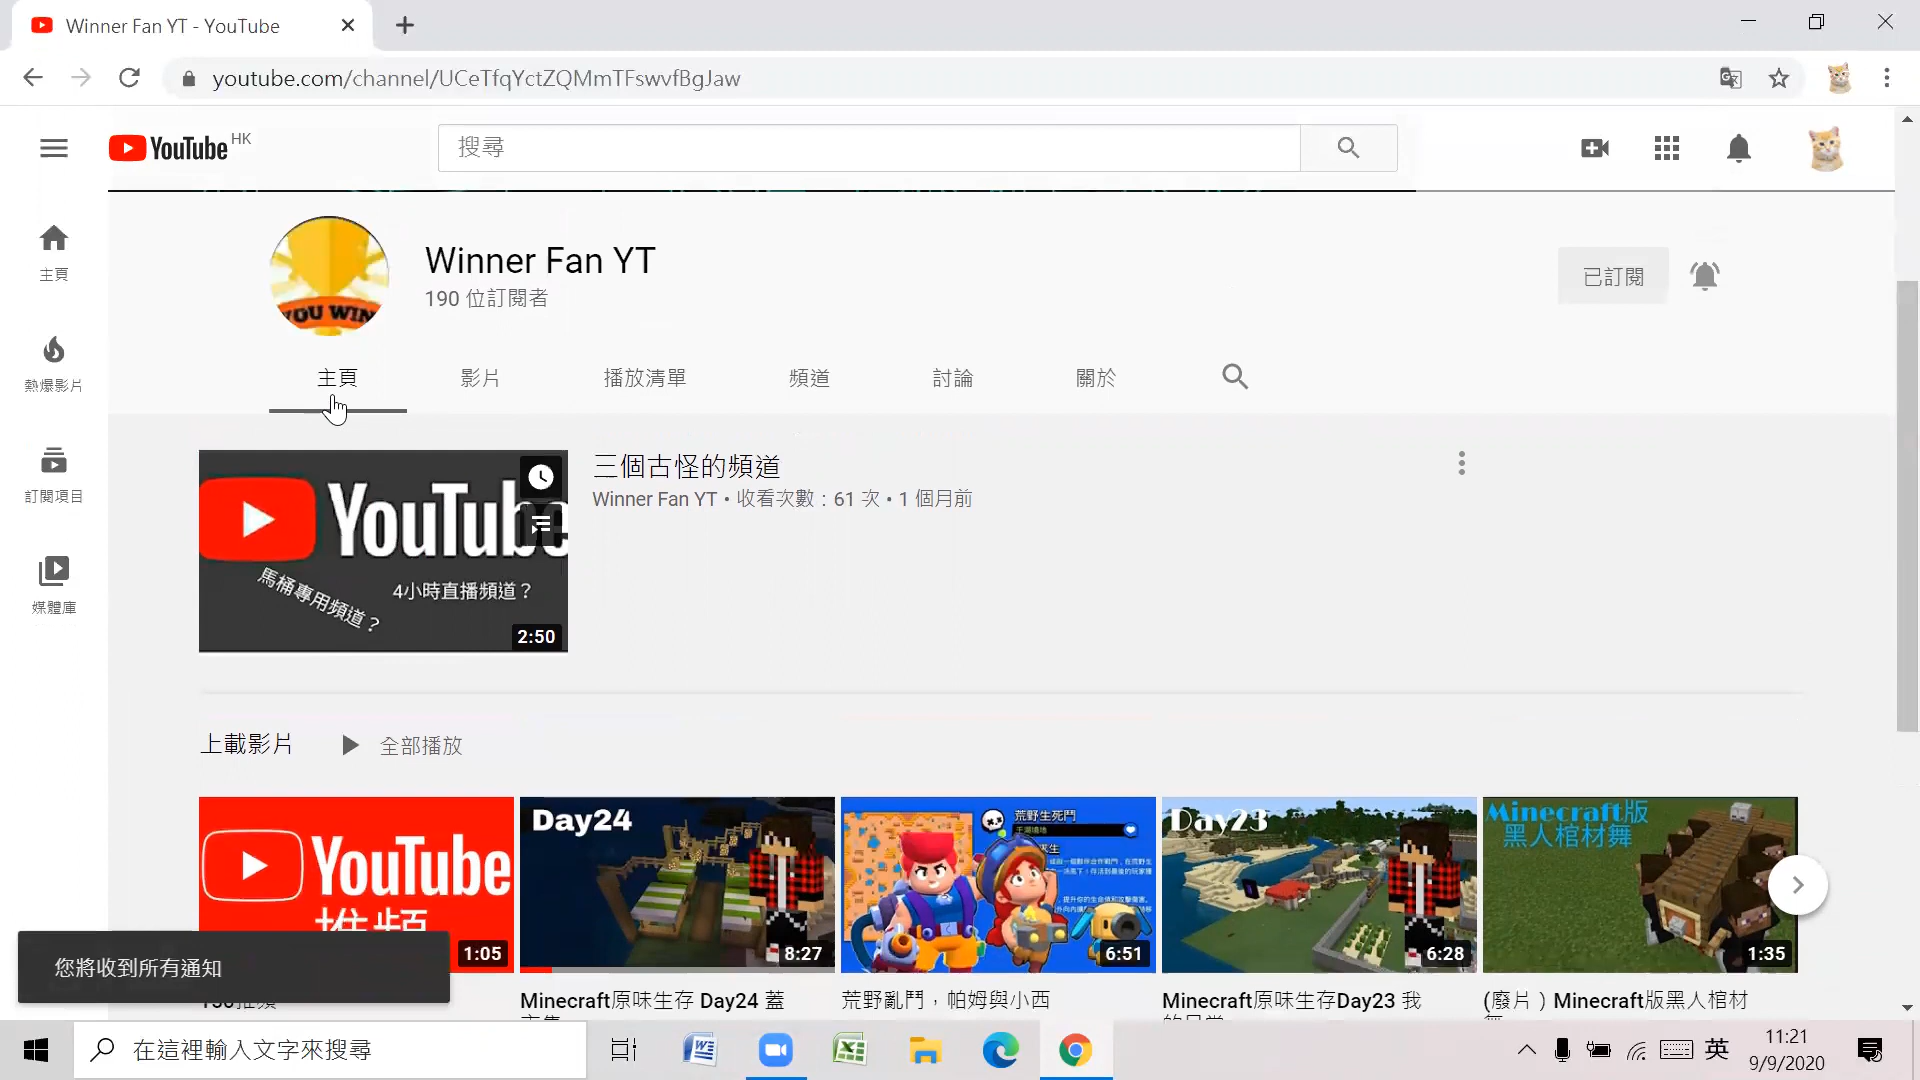 Winner Fan YT - YouTube
youtube.com/channel/UCeTfqYctZQMmTFswvfBgJaw
YouTube HK
搜尋
主頁
熱爆影片
訂閱項目
媒體庫
YOU WIN
Winner Fan YT
190 位訂閱者
已訂閱
主頁 影片 播放清單 頻道 討論 關於
YouTube
馬桶專用頻道？
4小時直播頻道？
2:50
三個古怪的頻道
Winner Fan YT • 收看次數：61 次 • 1 個月前
上載影片
全部播放
YouTube
推頻
1:05
Day24
8:27
荒野生死鬥
6:51
Day23
6:28
Minecraft版
黑人棺材舞
1:35
您將收到所有通知
Minecraft原味生存 Day24 蓋
荒野亂鬥，帕姆與小西
Minecraft原味生存Day23 我
(廢片 ) Minecraft版黑人棺材
在這裡輸入文字來搜尋
英
11:21
9/9/2020